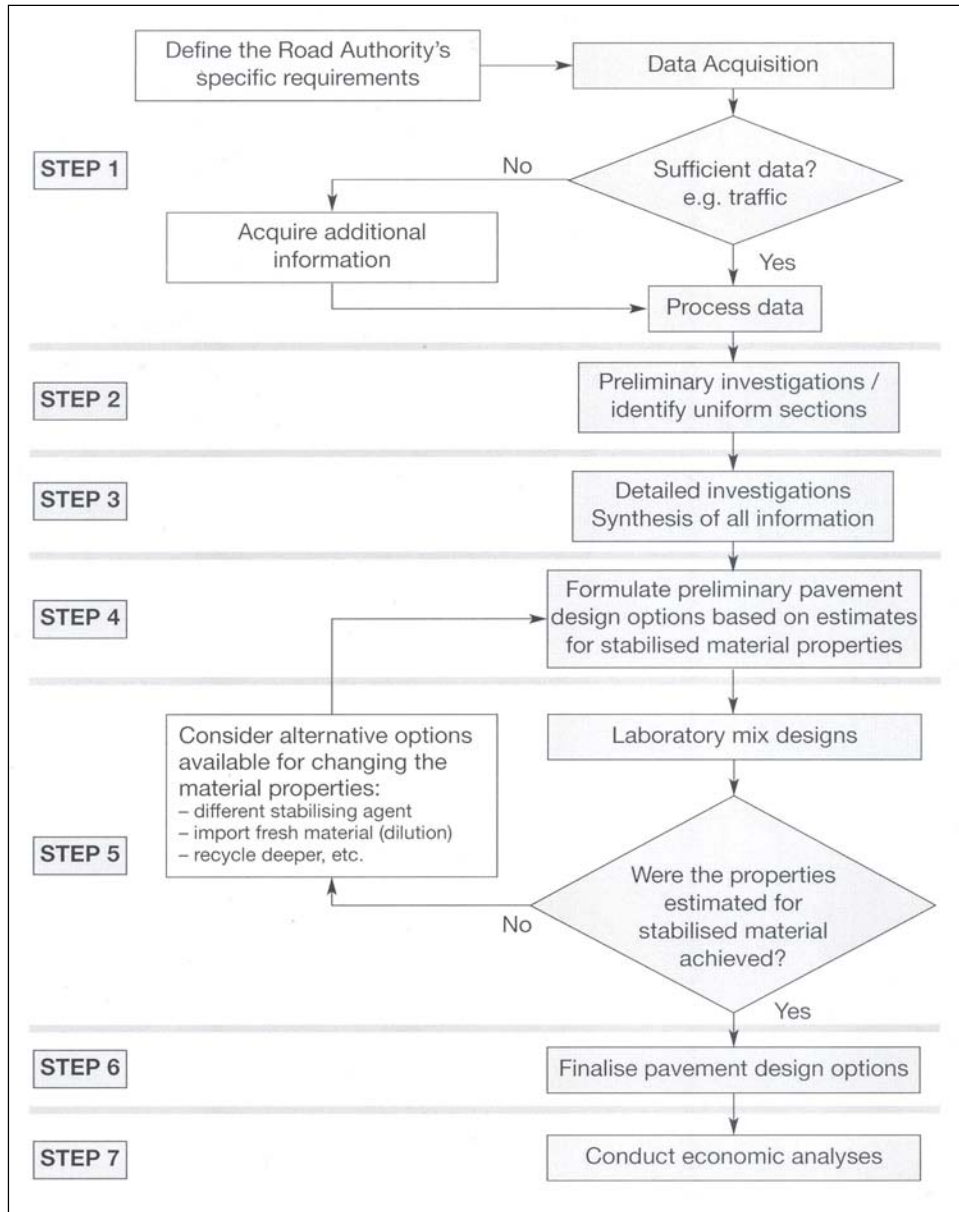 Define the Road Authority's
specific requirements
Data Acquisition
STEP 1
No
Sufficient data?
e.g. traffic
Acquire additional
information
Yes
Process data
STEP 2
Preliminary investigations /
identify uniform sections
STEP 3
Detailed investigations
Synthesis of all information
STEP 4
Formulate preliminary pavement
design options based on estimates
for stabilised material properties
STEP 5
Consider alternative options
available for changing the
material properties:
– different stabilising agent
– import fresh material (dilution)
– recycle deeper, etc.
Laboratory mix designs
No
Were the properties
estimated for
stabilised material
achieved?
Yes
STEP 6
Finalise pavement design options
STEP 7
Conduct economic analyses